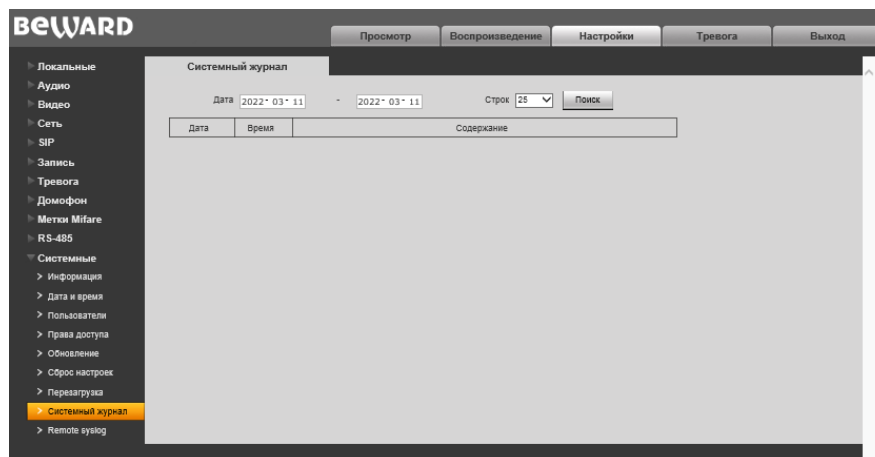 BEWARD
Просмотр Воспроизведение Настройки Тревога Выход
Локальные
Аудио
Видео
Сеть
SIP
Запись
Тревога
Домофон
Метки Mifare
RS-485
Системные
Информация
Дата и время
Пользователи
Права доступа
Обновление
Сброс настроек
Перезагрузка
Системный журнал
Remote syslog
Системный журнал
Дата 2022- 03- 11 - 2022- 03- 11 Строк 25 Поиск
Дата Время Содержание